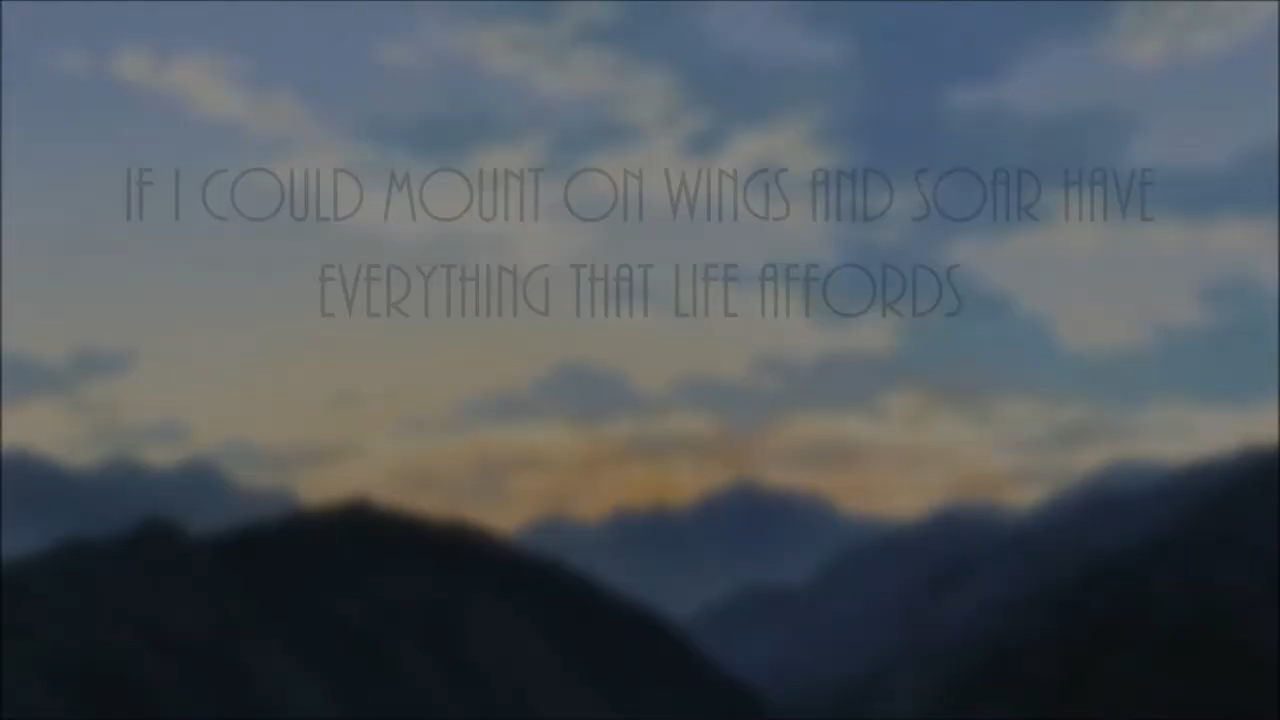 IF I COULD MOUNT ON WINGS AND SOAR HAVE
EVERYTHING THAT LIFE AFFORDS